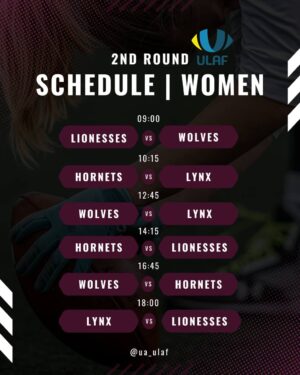 2ND ROUND ULAF
SCHEDULE | WOMEN
09:00
LIONESSES VS WOLVES
10:15
HORNETS VS LYNX
12:45
WOLVES VS LYNX
14:15
HORNETS VS LIONESSES
16:45
WOLVES VS HORNETS
18:00
LYNX VS LIONESSES
@ua_ulaf